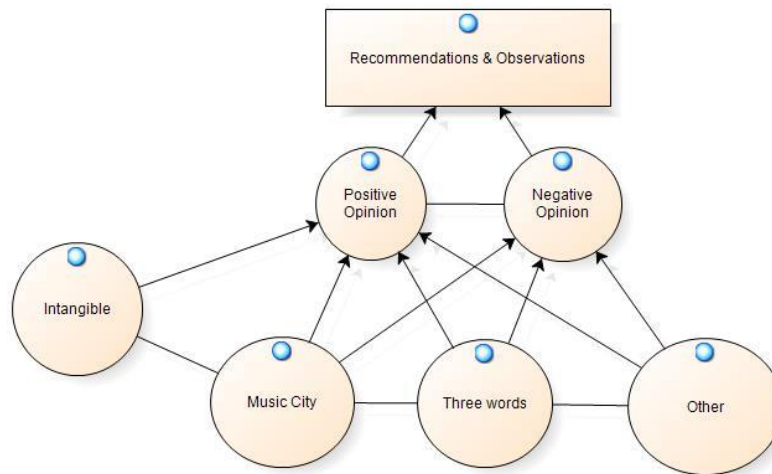 Recommendations & Observations
Positive
Opinion
Negative
Opinion
Intangible
Music City
Three words
Other